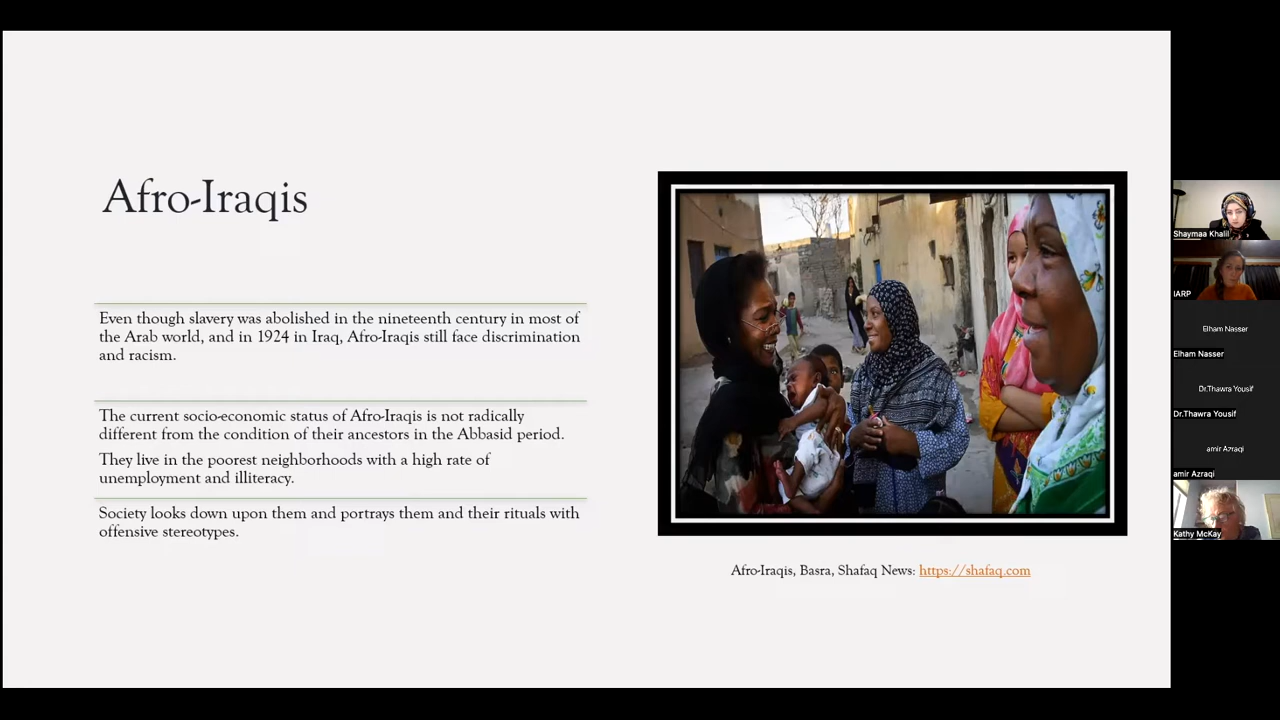 Afro-Iraqis
Even though slavery was abolished in the nineteenth century in most of
the Arab world, and in 1924 in Iraq, Afro-Iraqis still face discrimination
and racism.
The current socio-economic status of Afro-Iraqis is not radically
different from the condition of their ancestors in the Abbasid period.
They live in the poorest neighborhoods with a high rate of
unemployment and illiteracy.
Society looks down upon them and portrays them and their rituals with
offensive stereotypes.
Afro-Iraqis, Basra, Shafaq News: https://shafaq.com
Shaymaa Khalil
IARP
Elham Nasser
Elham Nasser
Dr.Thawra Yousif
Dr.Thawra Yousif
amir Azraqi
amir Azraqi
Kathy McKay